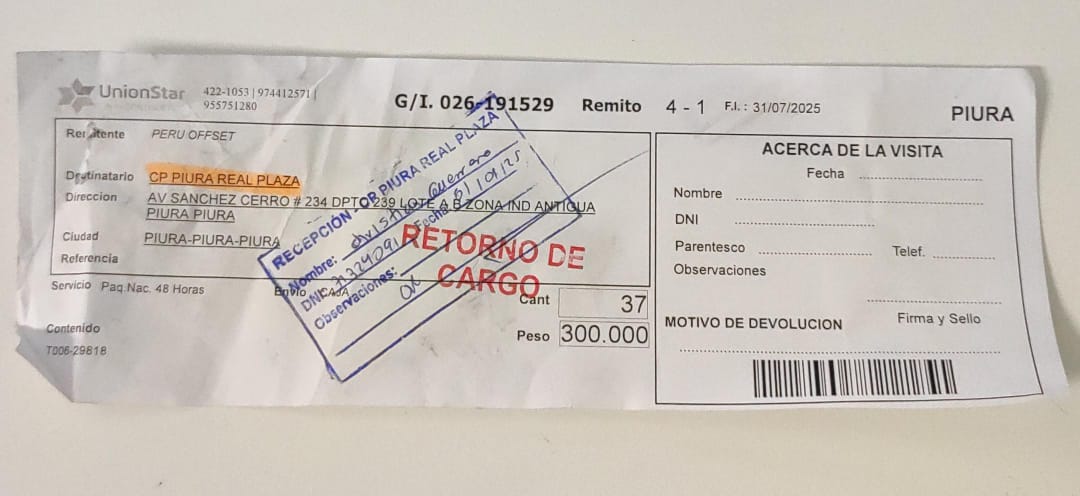 UnionStar
422-1053 | 974412571 |
955751280
G/I. 026-191529 Remito 4 - 1 F.I. : 31/07/2025
PIURA
Remitente PERU OFFSET
Destinatario CP PIURA REAL PLAZA
Direccion AV SANCHEZ CERRO # 234 DPTO 239 LOTE A B ZONA IND ANTIGUA
PIURA PIURA
Ciudad PIURA-PIURA-PIURA
Referencia
Servicio Paq.Nac. 48 Horas Envio CAJA
Cant 37
Peso 300.000
Contenido
T006-29818
RECEPCIÓN - CP PIURA REAL PLAZA
Nombre: Guerrero
Fecha:
DNI:
Observaciones: OK
RETORNO DE
CARGO
ACERCA DE LA VISITA
Fecha
Nombre
DNI
Parentesco Telef.
Observaciones
Firma y Sello
MOTIVO DE DEVOLUCION